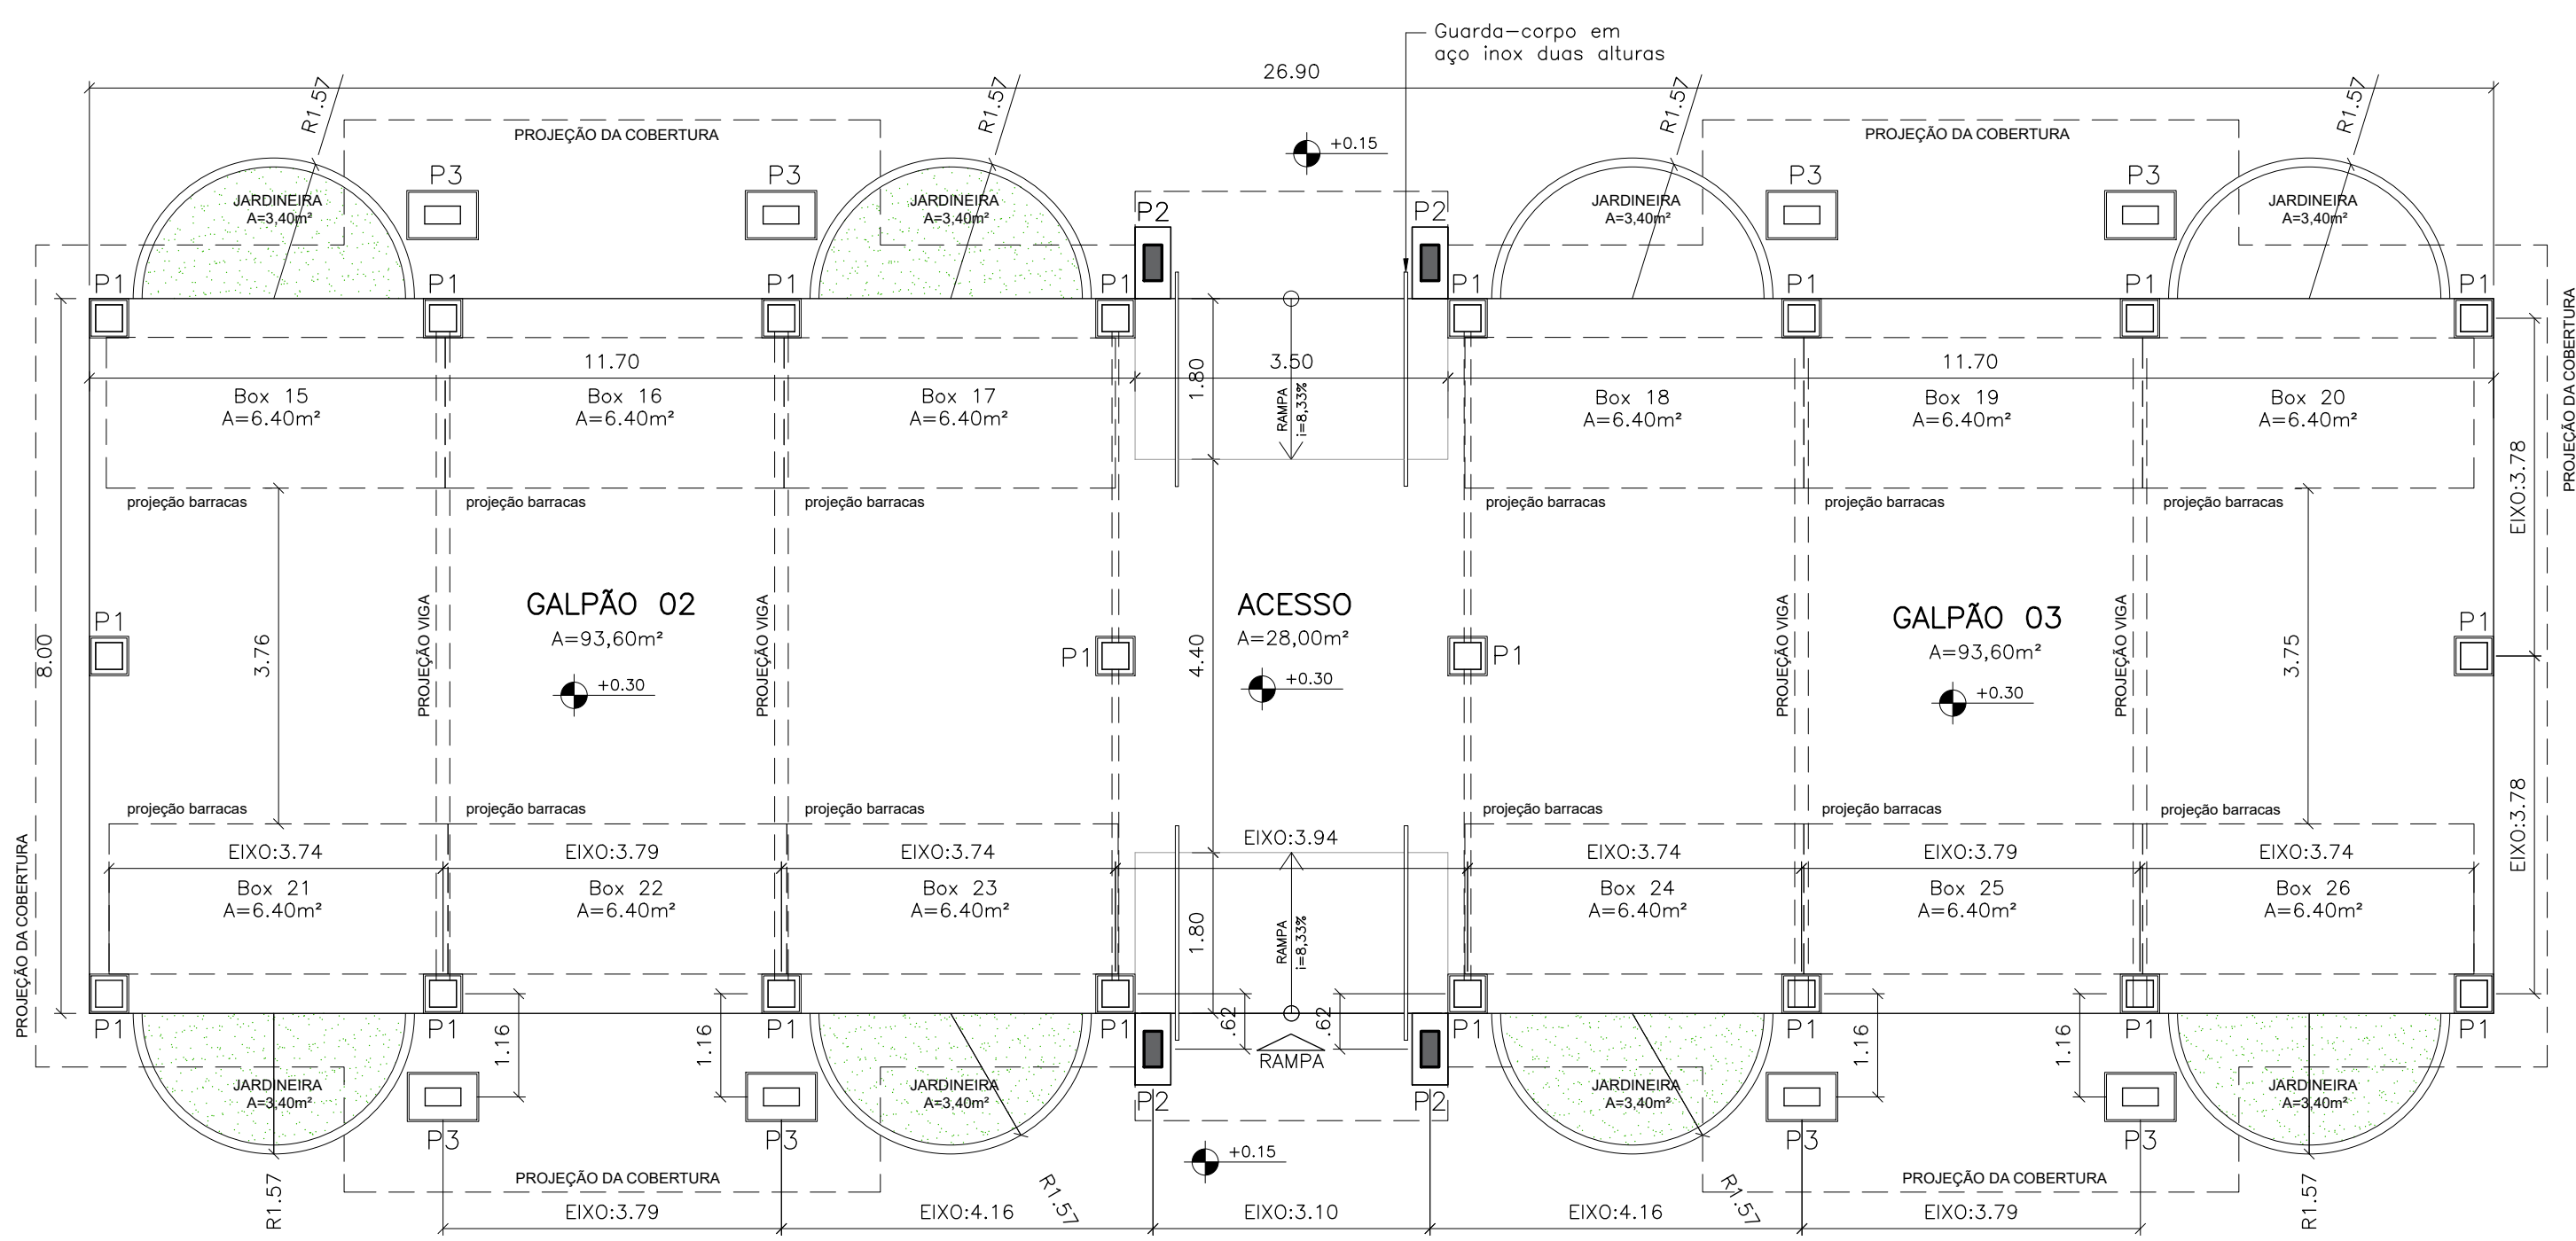 Guarda-corpo em
aço inox duas alturas
26.90
R1.57
R1.57
R1.57
R1.57
PROJEÇÃO DA COBERTURA
PROJEÇÃO DA COBERTURA
+0.15
P3
P3
P3
P3
JARDINEIRA
A=3,40m²
JARDINEIRA
A=3,40m²
JARDINEIRA
A=3,40m²
JARDINEIRA
A=3,40m²
P2
P2
P1
P1
P1
P1
P1
P1
P1
P1
PROJEÇÃO DA COBERTURA
11.70
3.50
11.70
1.80
RAMPA
i=8,33%
Box 15
A=6.40m²
Box 16
A=6.40m²
Box 17
A=6.40m²
Box 18
A=6.40m²
Box 19
A=6.40m²
Box 20
A=6.40m²
EIXO:3.78
projeção barracas
projeção barracas
projeção barracas
projeção barracas
projeção barracas
projeção barracas
8.00
P1
3.76
PROJEÇÃO VIGA
GALPÃO 02
A=93,60m²
+0.30
PROJEÇÃO VIGA
P1
4.40
ACESSO
A=28,00m²
+0.30
P1
PROJEÇÃO VIGA
GALPÃO 03
A=93,60m²
+0.30
PROJEÇÃO VIGA
3.75
P1
EIXO:3.78
projeção barracas
projeção barracas
projeção barracas
projeção barracas
projeção barracas
projeção barracas
EIXO:3.74
EIXO:3.79
EIXO:3.74
EIXO:3.94
EIXO:3.74
EIXO:3.79
EIXO:3.74
Box 21
A=6.40m²
Box 22
A=6.40m²
Box 23
A=6.40m²
1.80
RAMPA
i=8,33%
Box 24
A=6.40m²
Box 25
A=6.40m²
Box 26
A=6.40m²
PROJEÇÃO DA COBERTURA
P1
P1
P1
P1
P1
P1
P1
P1
1.16
1.16
.62
.62
1.16
1.16
RAMPA
JARDINEIRA
A=3,40m²
JARDINEIRA
A=3,40m²
JARDINEIRA
A=3,40m²
JARDINEIRA
A=3,40m²
P2
P2
P3
P3
P3
P3
+0.15
PROJEÇÃO DA COBERTURA
PROJEÇÃO DA COBERTURA
R1.57
R1.57
R1.57
R1.57
EIXO:3.79
EIXO:4.16
EIXO:3.10
EIXO:4.16
EIXO:3.79